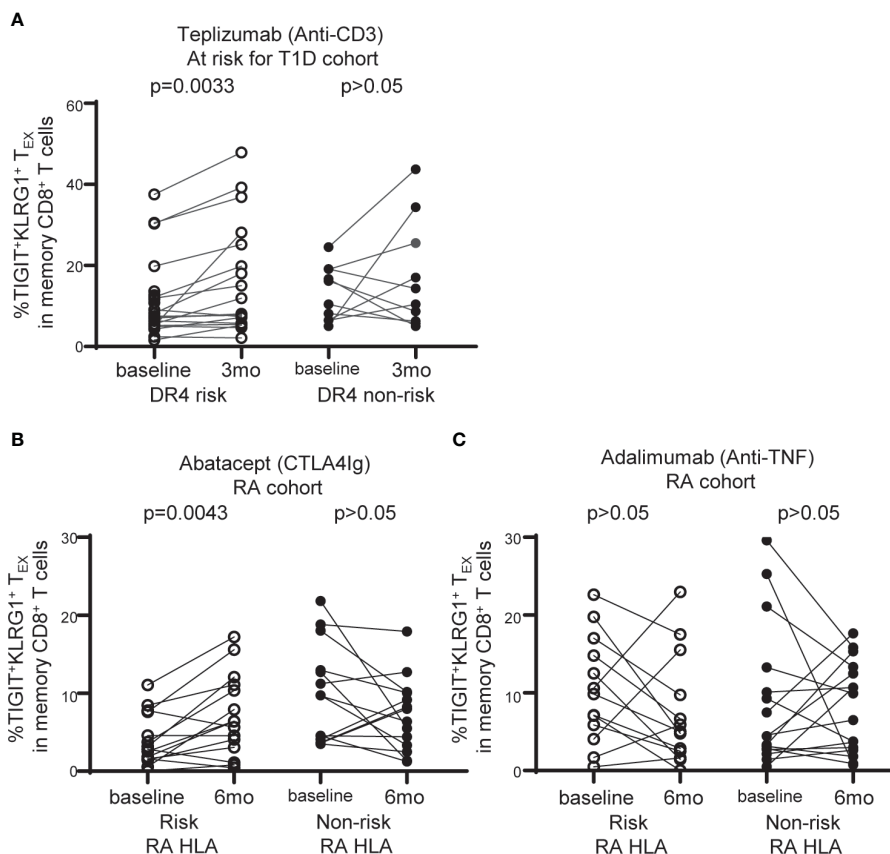 A
Teplizumab (Anti-CD3)
At risk for T1D cohort
p=0.0033 p>0.05
%TIGIT⁺KLRG1⁺ T_EX
in memory CD8⁺ T cells
60
40
20
0
baseline 3mo baseline 3mo
DR4 risk DR4 non-risk
B
Abatacept (CTLA4Ig)
RA cohort
p=0.0043 p>0.05
%TIGIT⁺KLRG1⁺ T_EX
in memory CD8⁺ T cells
30
20
10
0
baseline 6mo baseline 6mo
Risk Non-risk
RA HLA RA HLA
C
Adalimumab (Anti-TNF)
RA cohort
p>0.05 p>0.05
%TIGIT⁺KLRG1⁺ T_EX
in memory CD8⁺ T cells
30
20
10
0
baseline 6mo baseline 6mo
Risk Non-risk
RA HLA RA HLA